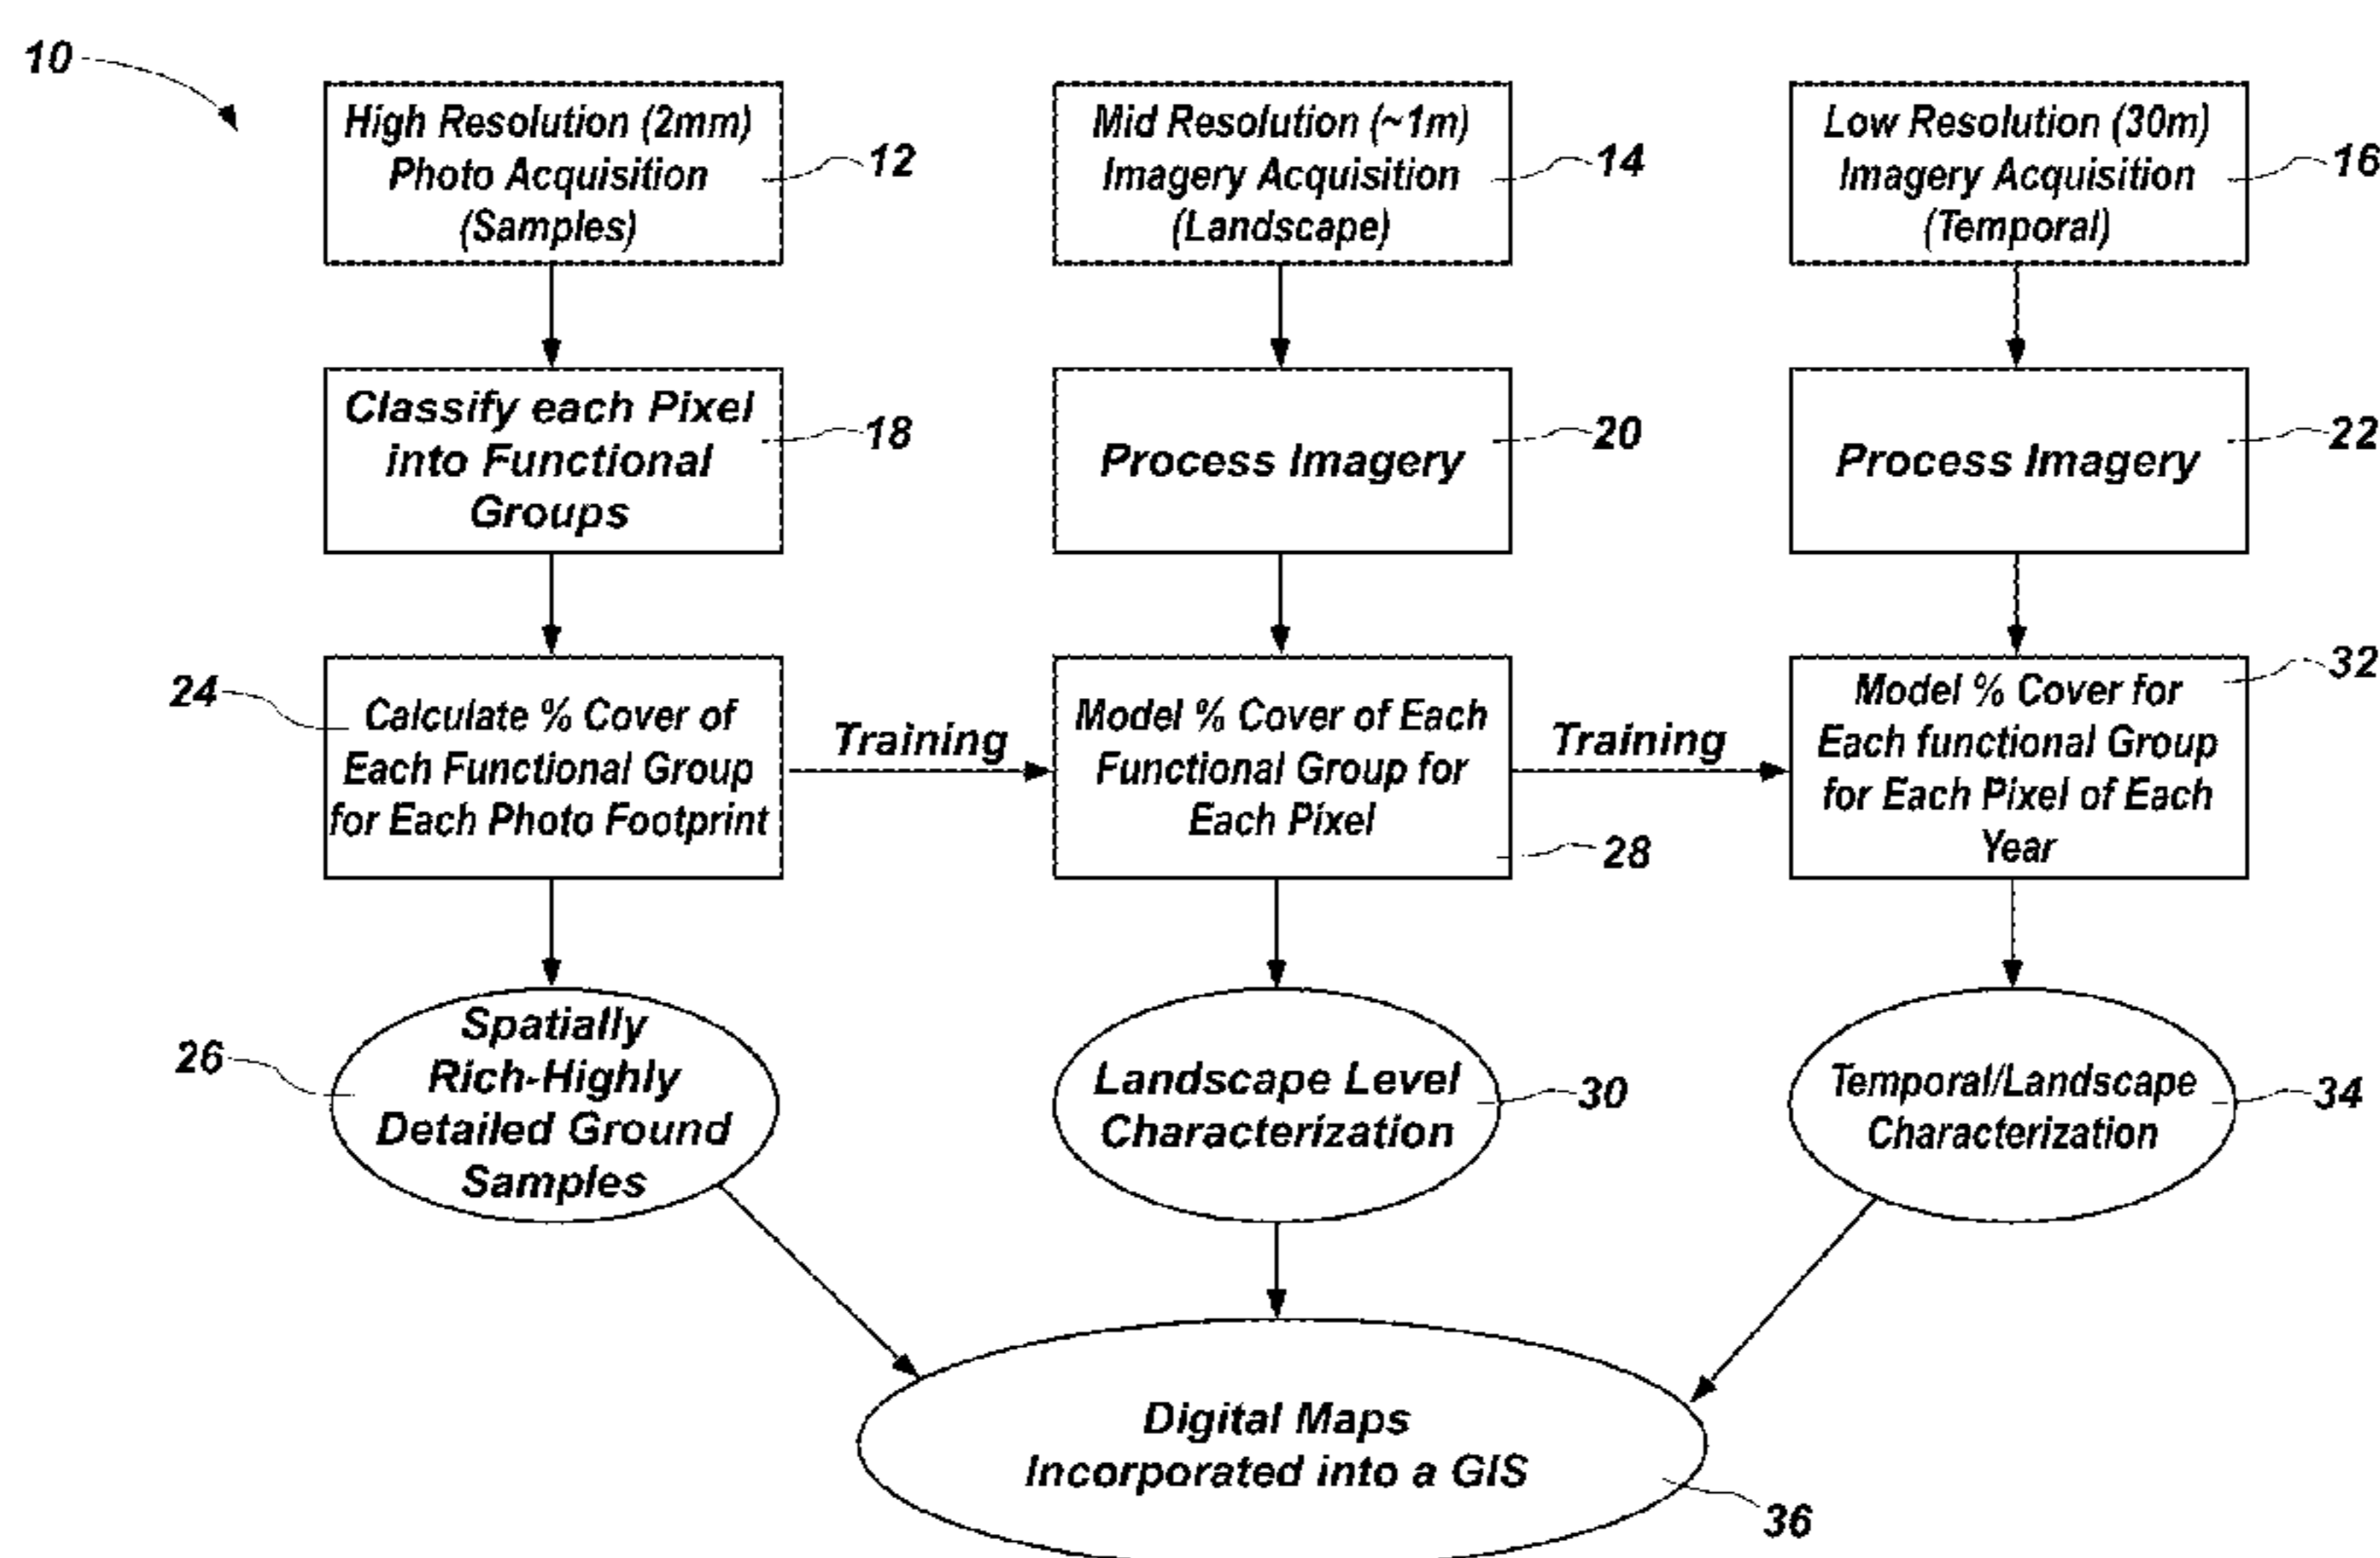 10
High Resolution (2mm)
Photo Acquisition
(Samples)
12
Mid Resolution (~1m)
Imagery Acquisition
(Landscape)
14
Low Resolution (30m)
Imagery Acquisition
(Temporal)
16
Classify each Pixel
into Functional
Groups
18
Process Imagery
20
Process Imagery
22
24
Calculate % Cover of
Each Functional Group
for Each Photo Footprint
Training
Model % Cover of Each
Functional Group for
Each Pixel
28
Training
Model % Cover for
Each functional Group
for Each Pixel of Each
Year
32
26
Spatially
Rich-Highly
Detailed Ground
Samples
Landscape Level
Characterization
30
Temporal/Landscape
Characterization
34
Digital Maps
Incorporated into a GIS
36